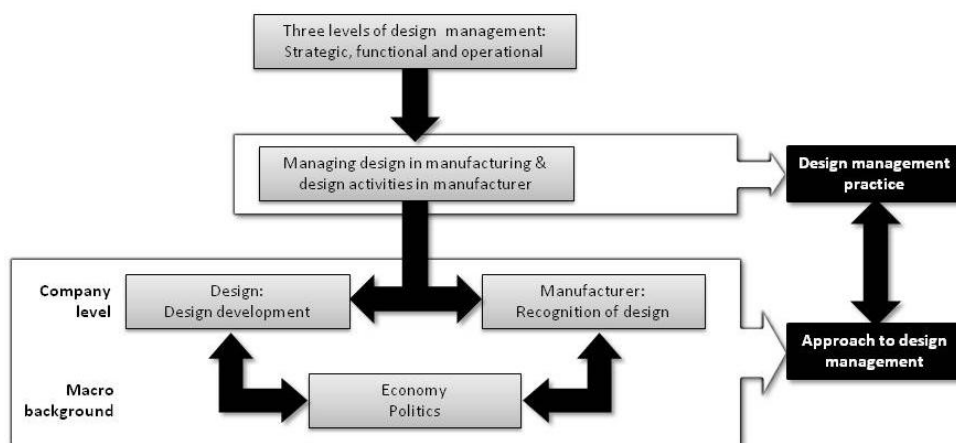 Three levels of design management:
Strategic, functional and operational
Managing design in manufacturing &
design activities in manufacturer
Design management
practice
Company
level
Design:
Design development
Manufacturer:
Recognition of design
Approach to design
management
Macro
background
Economy
Politics